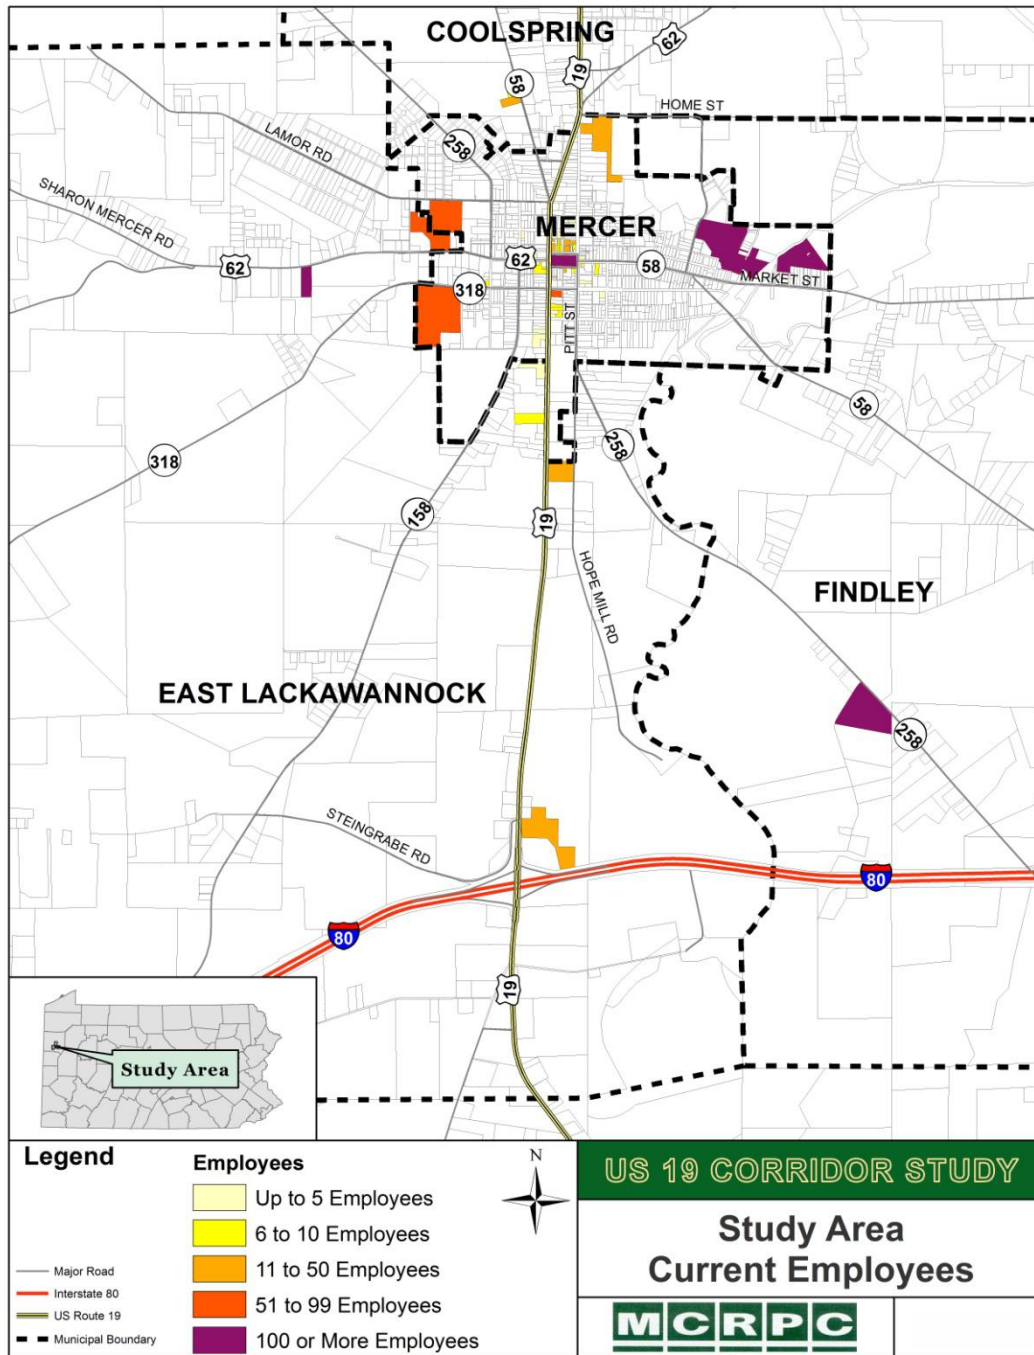 COOLSPRING
62
19
58
HOME ST
258
LAMOR RD
SHARON MERCER RD
MERCER
62
62
58
MARKET ST
318
PITT ST
58
258
318
158
19
HOPE MILL RD
FINDLEY
EAST LACKAWANNOCK
258
STEINGRABE RD
80
80
19
Study Area
Legend
Major Road
Interstate 80
US Route 19
Municipal Boundary
Employees
Up to 5 Employees
6 to 10 Employees
11 to 50 Employees
51 to 99 Employees
100 or More Employees
N
US 19 CORRIDOR STUDY
Study Area
Current Employees
MCRPC